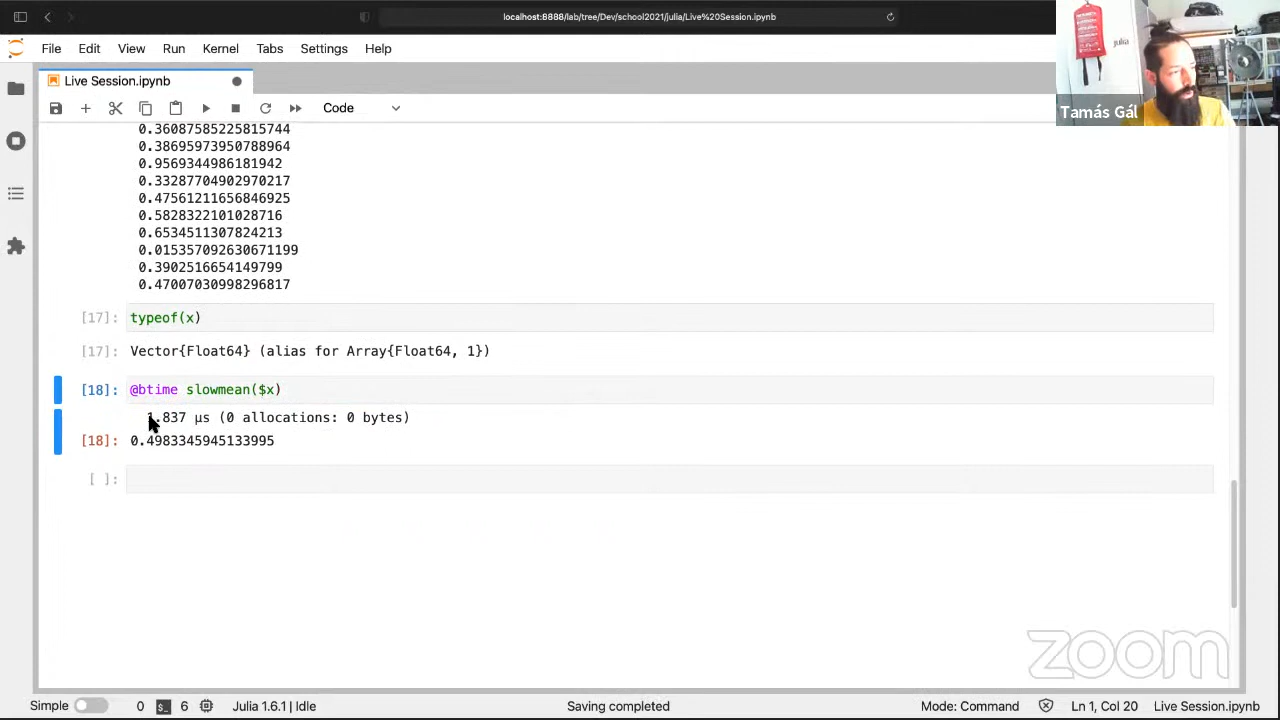 localhost:8888/lab/tree/Dev/school2021/julia/Live%20Session.ipynb
File Edit View Run Kernel Tabs Settings Help
julia
Tamás Gál
Live Session.ipynb
Code
0.36087585225815744
0.38695973950788964
0.9569344986181942
0.33287704902970217
0.47561211656846925
0.5828322101028716
0.6534511307824213
0.015357092630671199
0.3902516654149799
0.47007030998296817
[17]: typeof(x)
[17]: Vector{Float64} (alias for Array{Float64, 1})
[18]: @btime slowmean($x)
1.837 μs (0 allocations: 0 bytes)
[18]: 0.4983345945133995
[ ]:
zoom
Simple 0 6 Julia 1.6.1 | Idle Saving completed Mode: Command Ln 1, Col 20 Live Session.ipynb